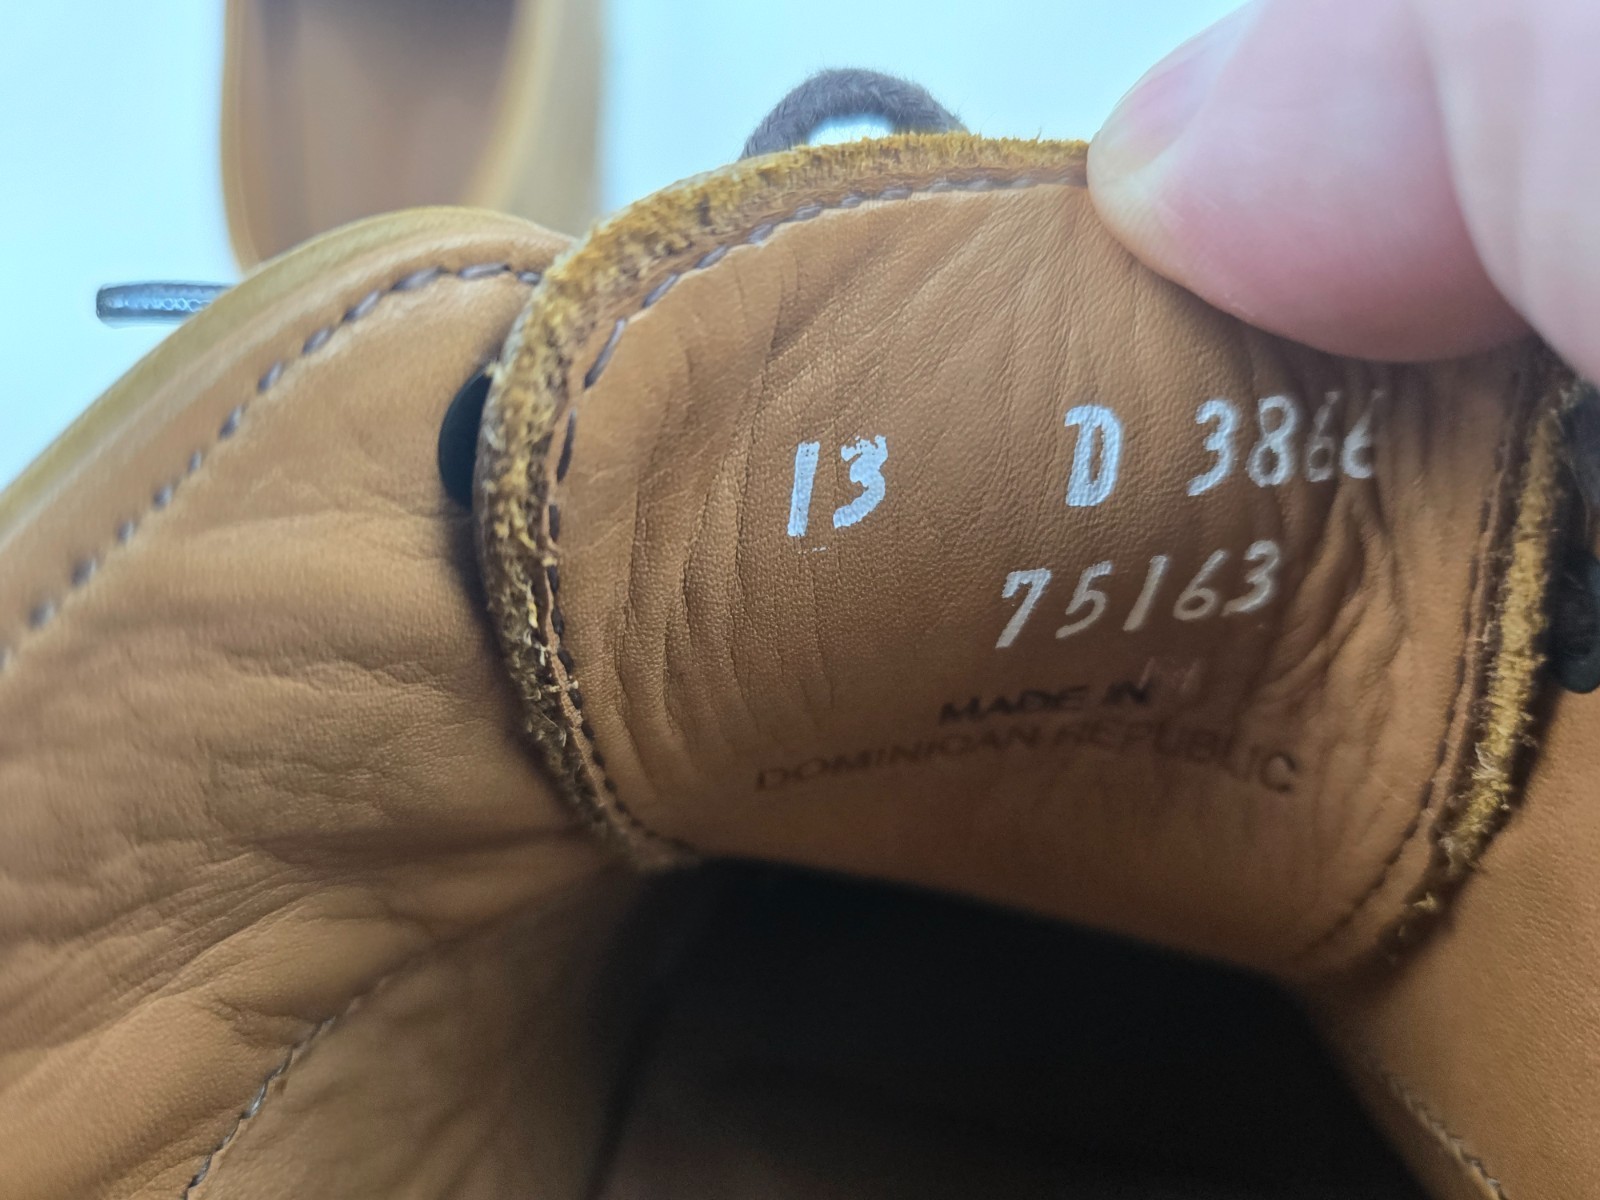 13 D 3866
75163
MADE IN
DOMINICAN REPUBLIC